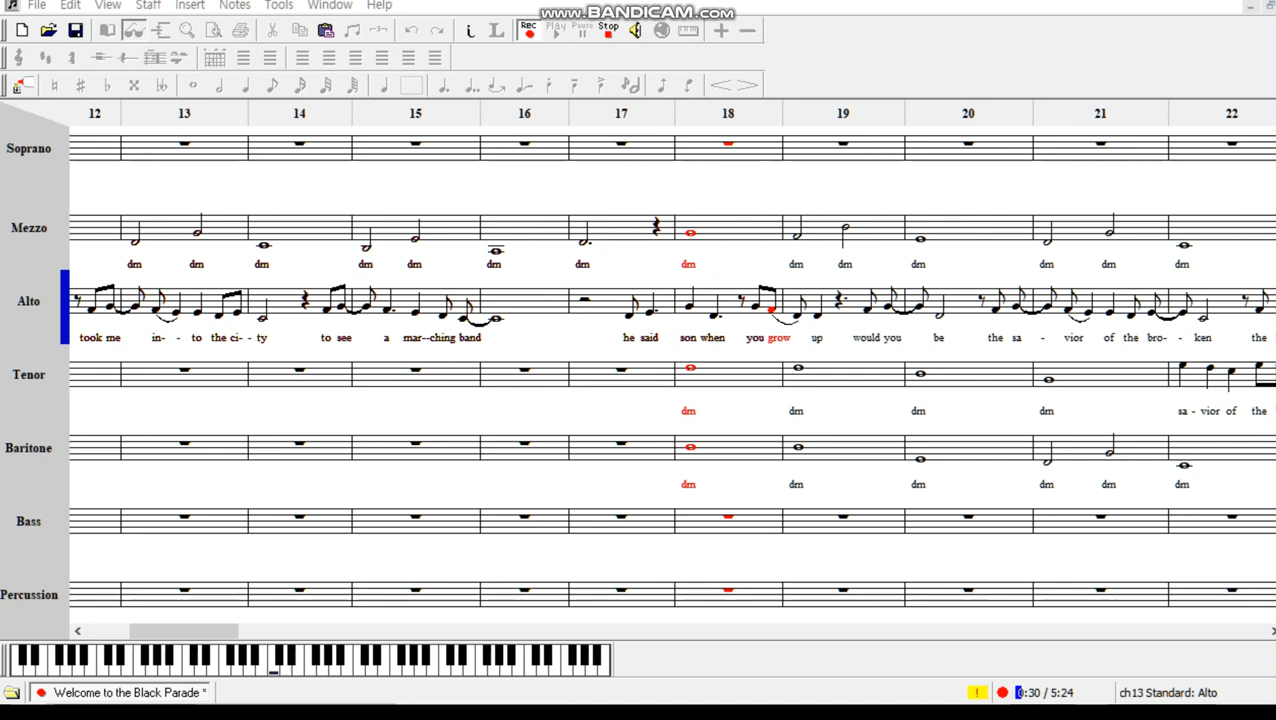 www.BANDICAM.com
File Edit View Staff Insert Notes Tools Window Help
Rec Play Pause Stop
12 13 14 15 16 17 18 19 20 21 22
Soprano
Mezzo
dm dm dm dm dm dm dm dm dm dm dm dm dm dm
Alto
took me in- - to the ci- - ty to see a mar--ching band he said son when you grow up would you be the sa - vior of the bro- ken the
Tenor
dm dm dm dm sa - vior of the
Baritone
dm dm dm dm dm dm
Bass
Percussion
Welcome to the Black Parade * ! 0:30 / 5:24 ch13 Standard: Alto